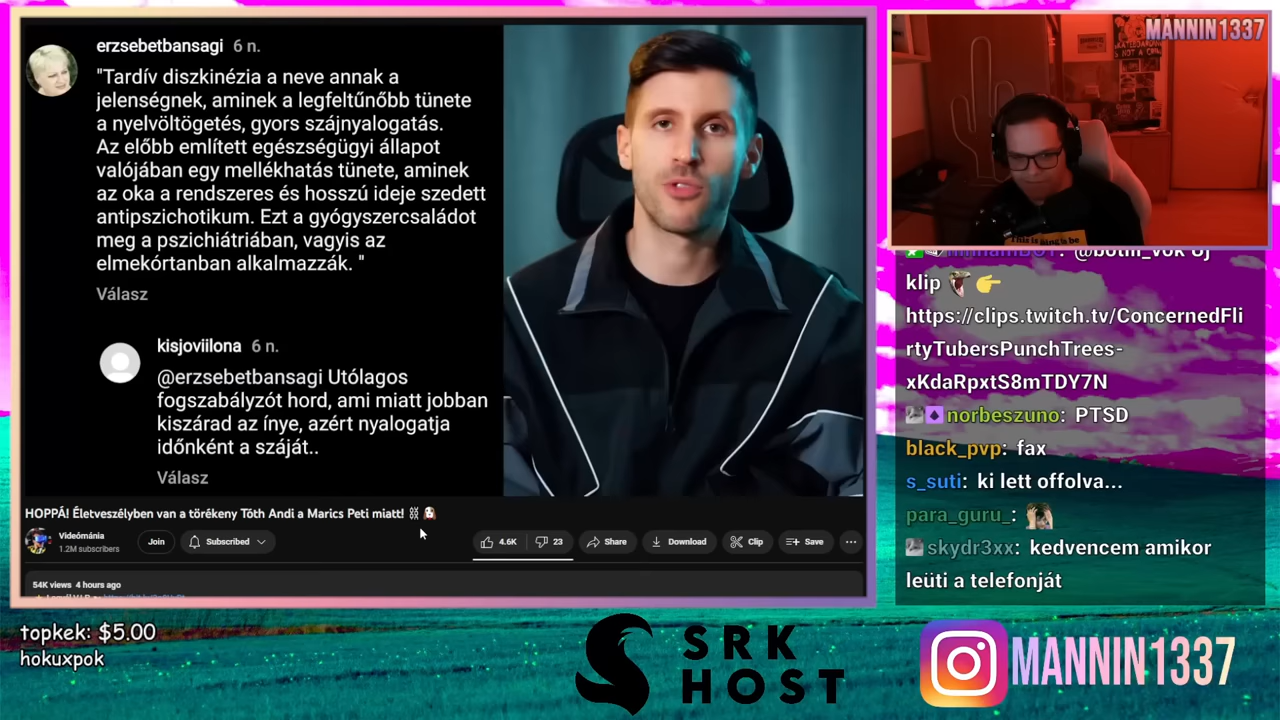 erzsebetbansagi 6 n.
"Tardív diszkinézia a neve annak a
jelenségnek, aminek a legfeltűnőbb tünete
a nyelvöltögetés, gyors szájnyalogatás.
Az előbb említett egészségügyi állapot
valójában egy mellékhatás tünete, aminek
az oka a rendszeres és hosszú ideje szedett
antipszichotikum. Ezt a gyógyszercsaládot
meg a pszichiátriában, vagyis az
elmekórtanban alkalmazzák. "
Válasz
kisjoviilona 6 n.
@erzsebetbansagi Utólagos
fogszabályzót hord, ami miatt jobban
kiszárad az ínye, azért nyalogatja
időnként a száját..
Válasz
HOPPÁ! Életveszélyben van a törékeny Tóth Andi a Marics Peti miatt!
Videómánia
1.2M subscribers
Join
Subscribed
4.6K
23
Share
Download
Clip
Save
54K views 4 hours ago
MANNIN1337
klip
https://clips.twitch.tv/ConcernedFli
rtyTubersPunchTrees-
xKdaRpxtS8mTDY7N
norbeszuno: PTSD
black_pvp: fax
s_suti: ki lett offolva...
para_guru_:
skydr3xx: kedvencem amikor
leüti a telefonját
topkek: $5.00
hokuxpok
SRK
HOST
MANNIN1337